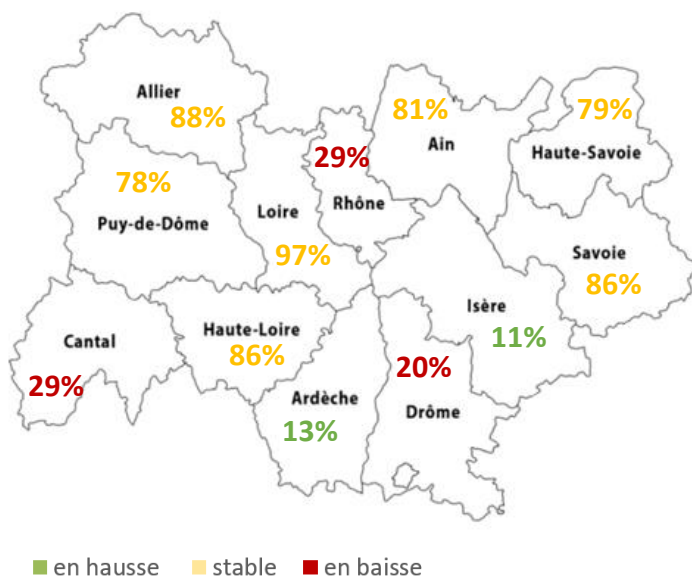 Allier
88%
81%
Ain
79%
Haute-Savoie
78%
Puy-de-Dôme
29%
Rhône
Loire
97%
Savoie
86%
Isère
11%
Cantal
29%
Haute-Loire
86%
Ardèche
13%
20%
Drôme
en hausse stable en baisse